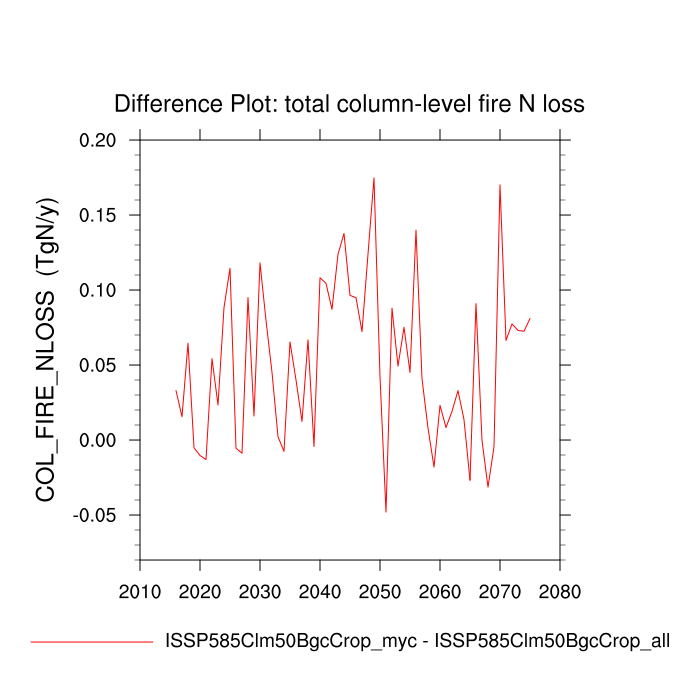 Difference Plot: total column-level fire N loss
COL_FIRE_NLOSS (TgN/y)
0.20
0.15
0.10
0.05
0.00
-0.05
2010 2020 2030 2040 2050 2060 2070 2080
ISSP585Clm50BgcCrop_myc - ISSP585Clm50BgcCrop_all